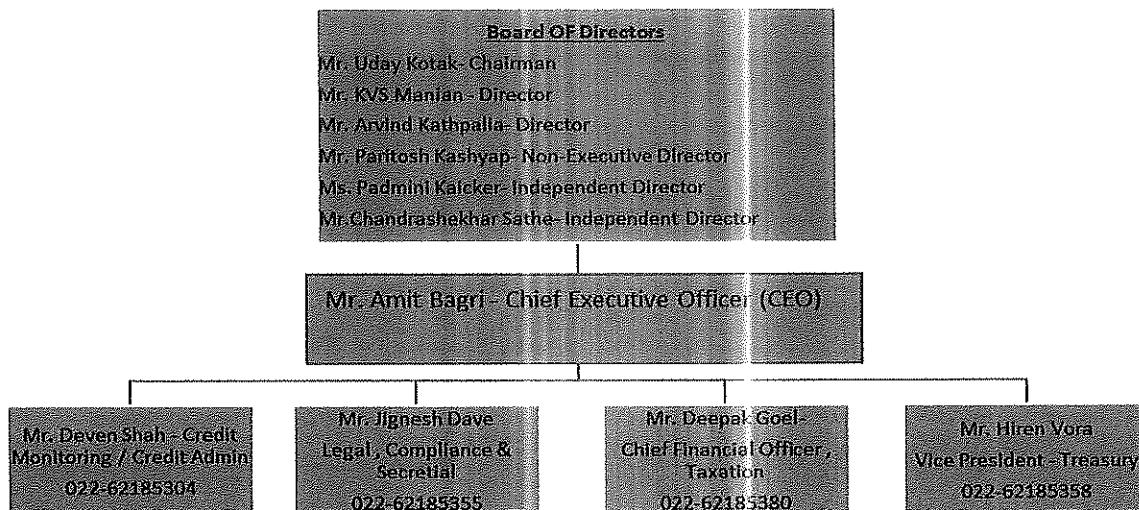 Board OF Directors
Mr. Uday Kotak- Chairman
Mr. KVS Manian - Director
Mr. Arvind Kathpalia- Director
Mr. Paritosh Kashyap- Non-Executive Director
Ms. Padmini Kaicker- Independent Director
Mr.Chandrashekhar Sathe- Independent Director
Mr. Amit Bagri - Chief Executive Officer (CEO)
Mr. Deven Shah - Credit
Monitoring / Credit Admin
022-62185304
Mr. Jignesh Dave
Legal , Compliance &
Secretial
022-62185355
Mr. Deepak Goel-
Chief Financial Officer ,
Taxation
022-62185380
Mr. Hiren Vora
Vice President - Treasury
022-62185358